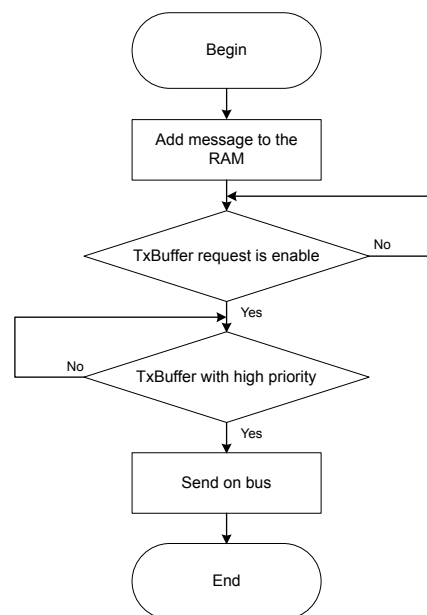 Begin
Add message to the
RAM
TxBuffer request is enable
No
Yes
TxBuffer with high priority
No
Yes
Send on bus
End